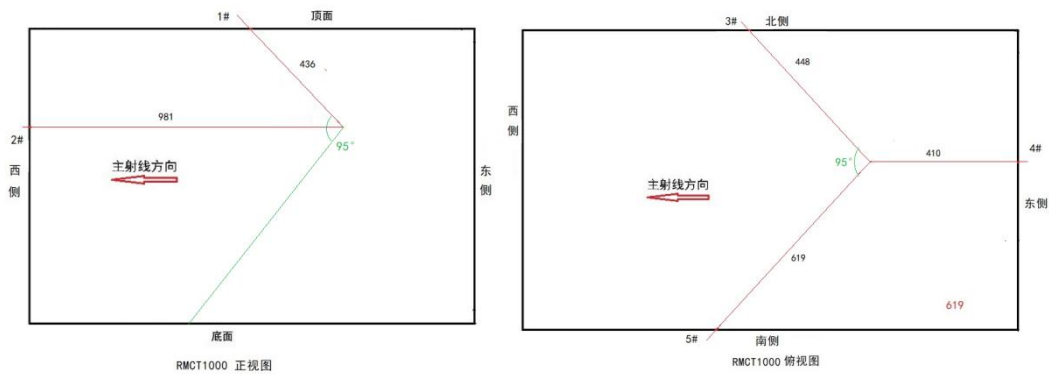 1# 顶面
436
981
2#
95°
西
侧
主射线方向
东
侧
底面
RMCT1000 正视图
3# 北侧
448
西
侧
95°
410
4#
主射线方向
东侧
619
619
5# 南侧
RMCT1000 俯视图